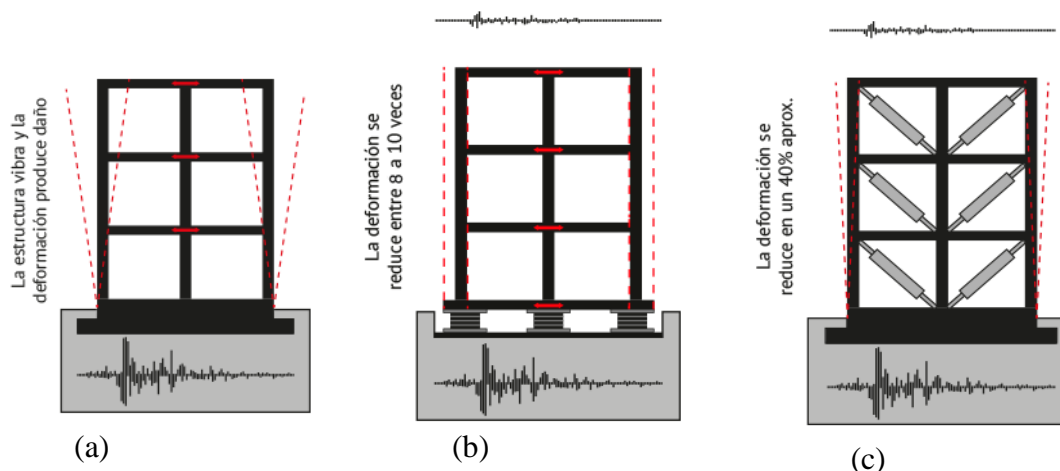 La estructura vibra y la
deformación produce daño
(a)
La deformación se
reduce entre 8 a 10 veces
(b)
La deformación se
reduce en un 40% aprox.
(c)